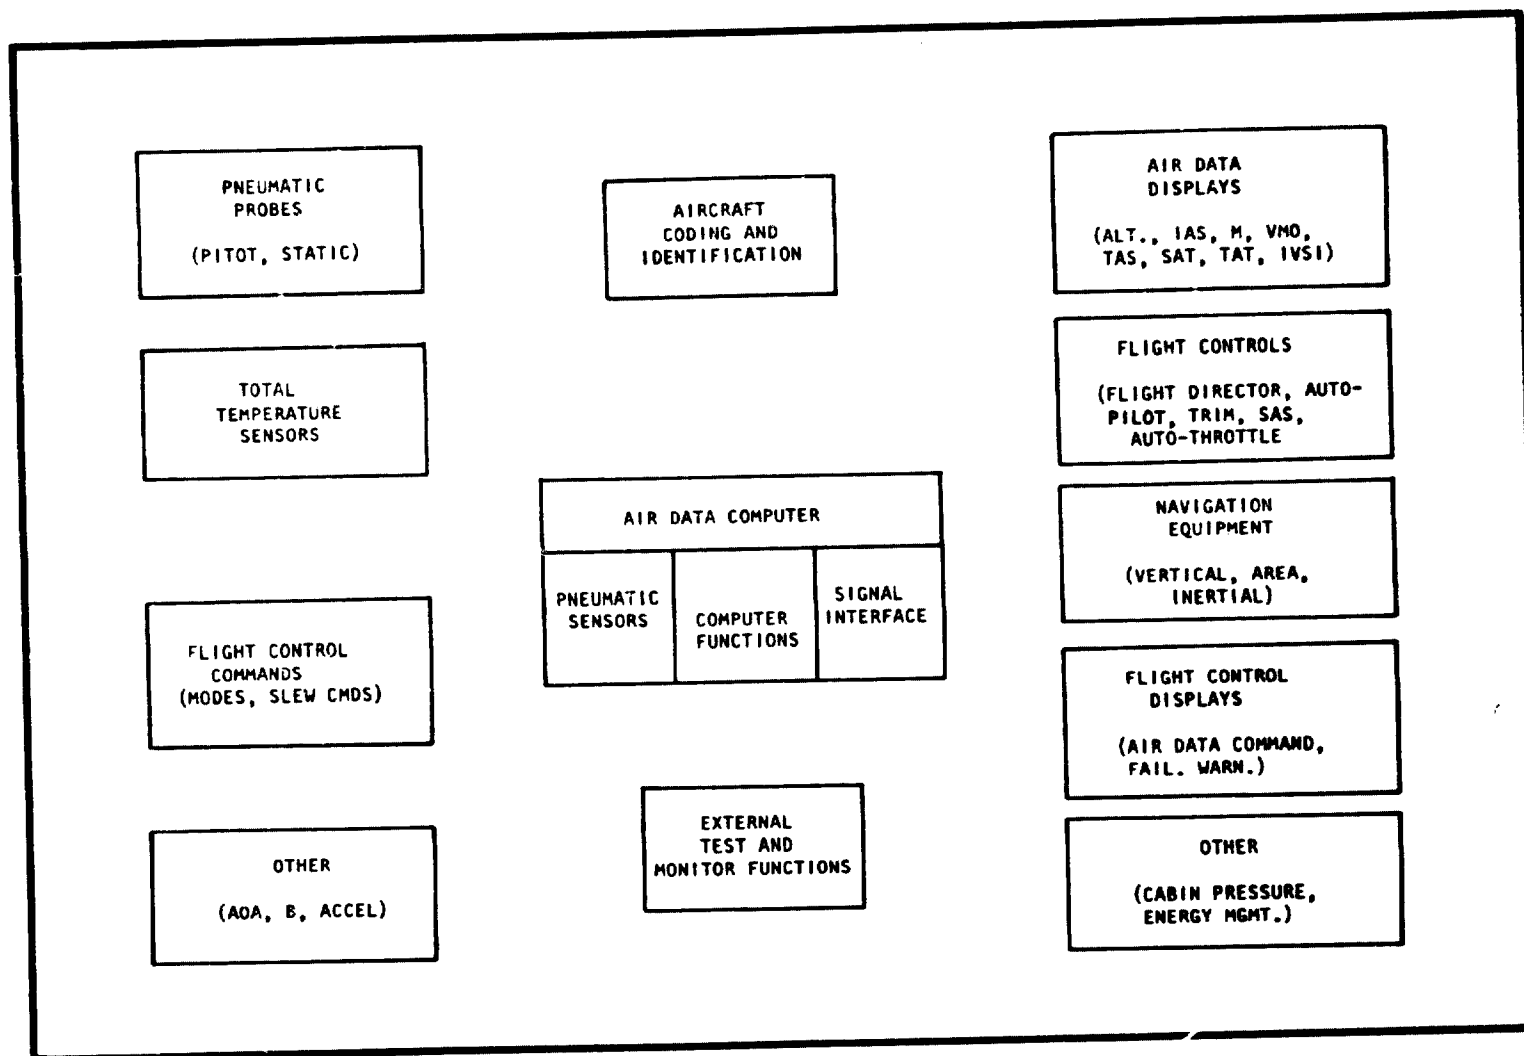 PNEUMATIC
PROBES
(PITOT, STATIC)
TOTAL
TEMPERATURE
SENSORS
FLIGHT CONTROL
COMMANDS
(MODES, SLEW CMDS)
OTHER
(AOA, B, ACCEL)
AIRCRAFT
CODING AND
IDENTIFICATION
AIR DATA COMPUTER
PNEUMATIC
SENSORS
COMPUTER
FUNCTIONS
SIGNAL
INTERFACE
EXTERNAL
TEST AND
MONITOR FUNCTIONS
AIR DATA
DISPLAYS
(ALT., IAS, M, VMO,
TAS, SAT, TAT, IVSI)
FLIGHT CONTROLS
(FLIGHT DIRECTOR, AUTO-
PILOT, TRIM, SAS,
AUTO-THROTTLE
NAVIGATION
EQUIPMENT
(VERTICAL, AREA,
INERTIAL)
FLIGHT CONTROL
DISPLAYS
(AIR DATA COMMAND,
FAIL. WARN.)
OTHER
(CABIN PRESSURE,
ENERGY MGMT.)